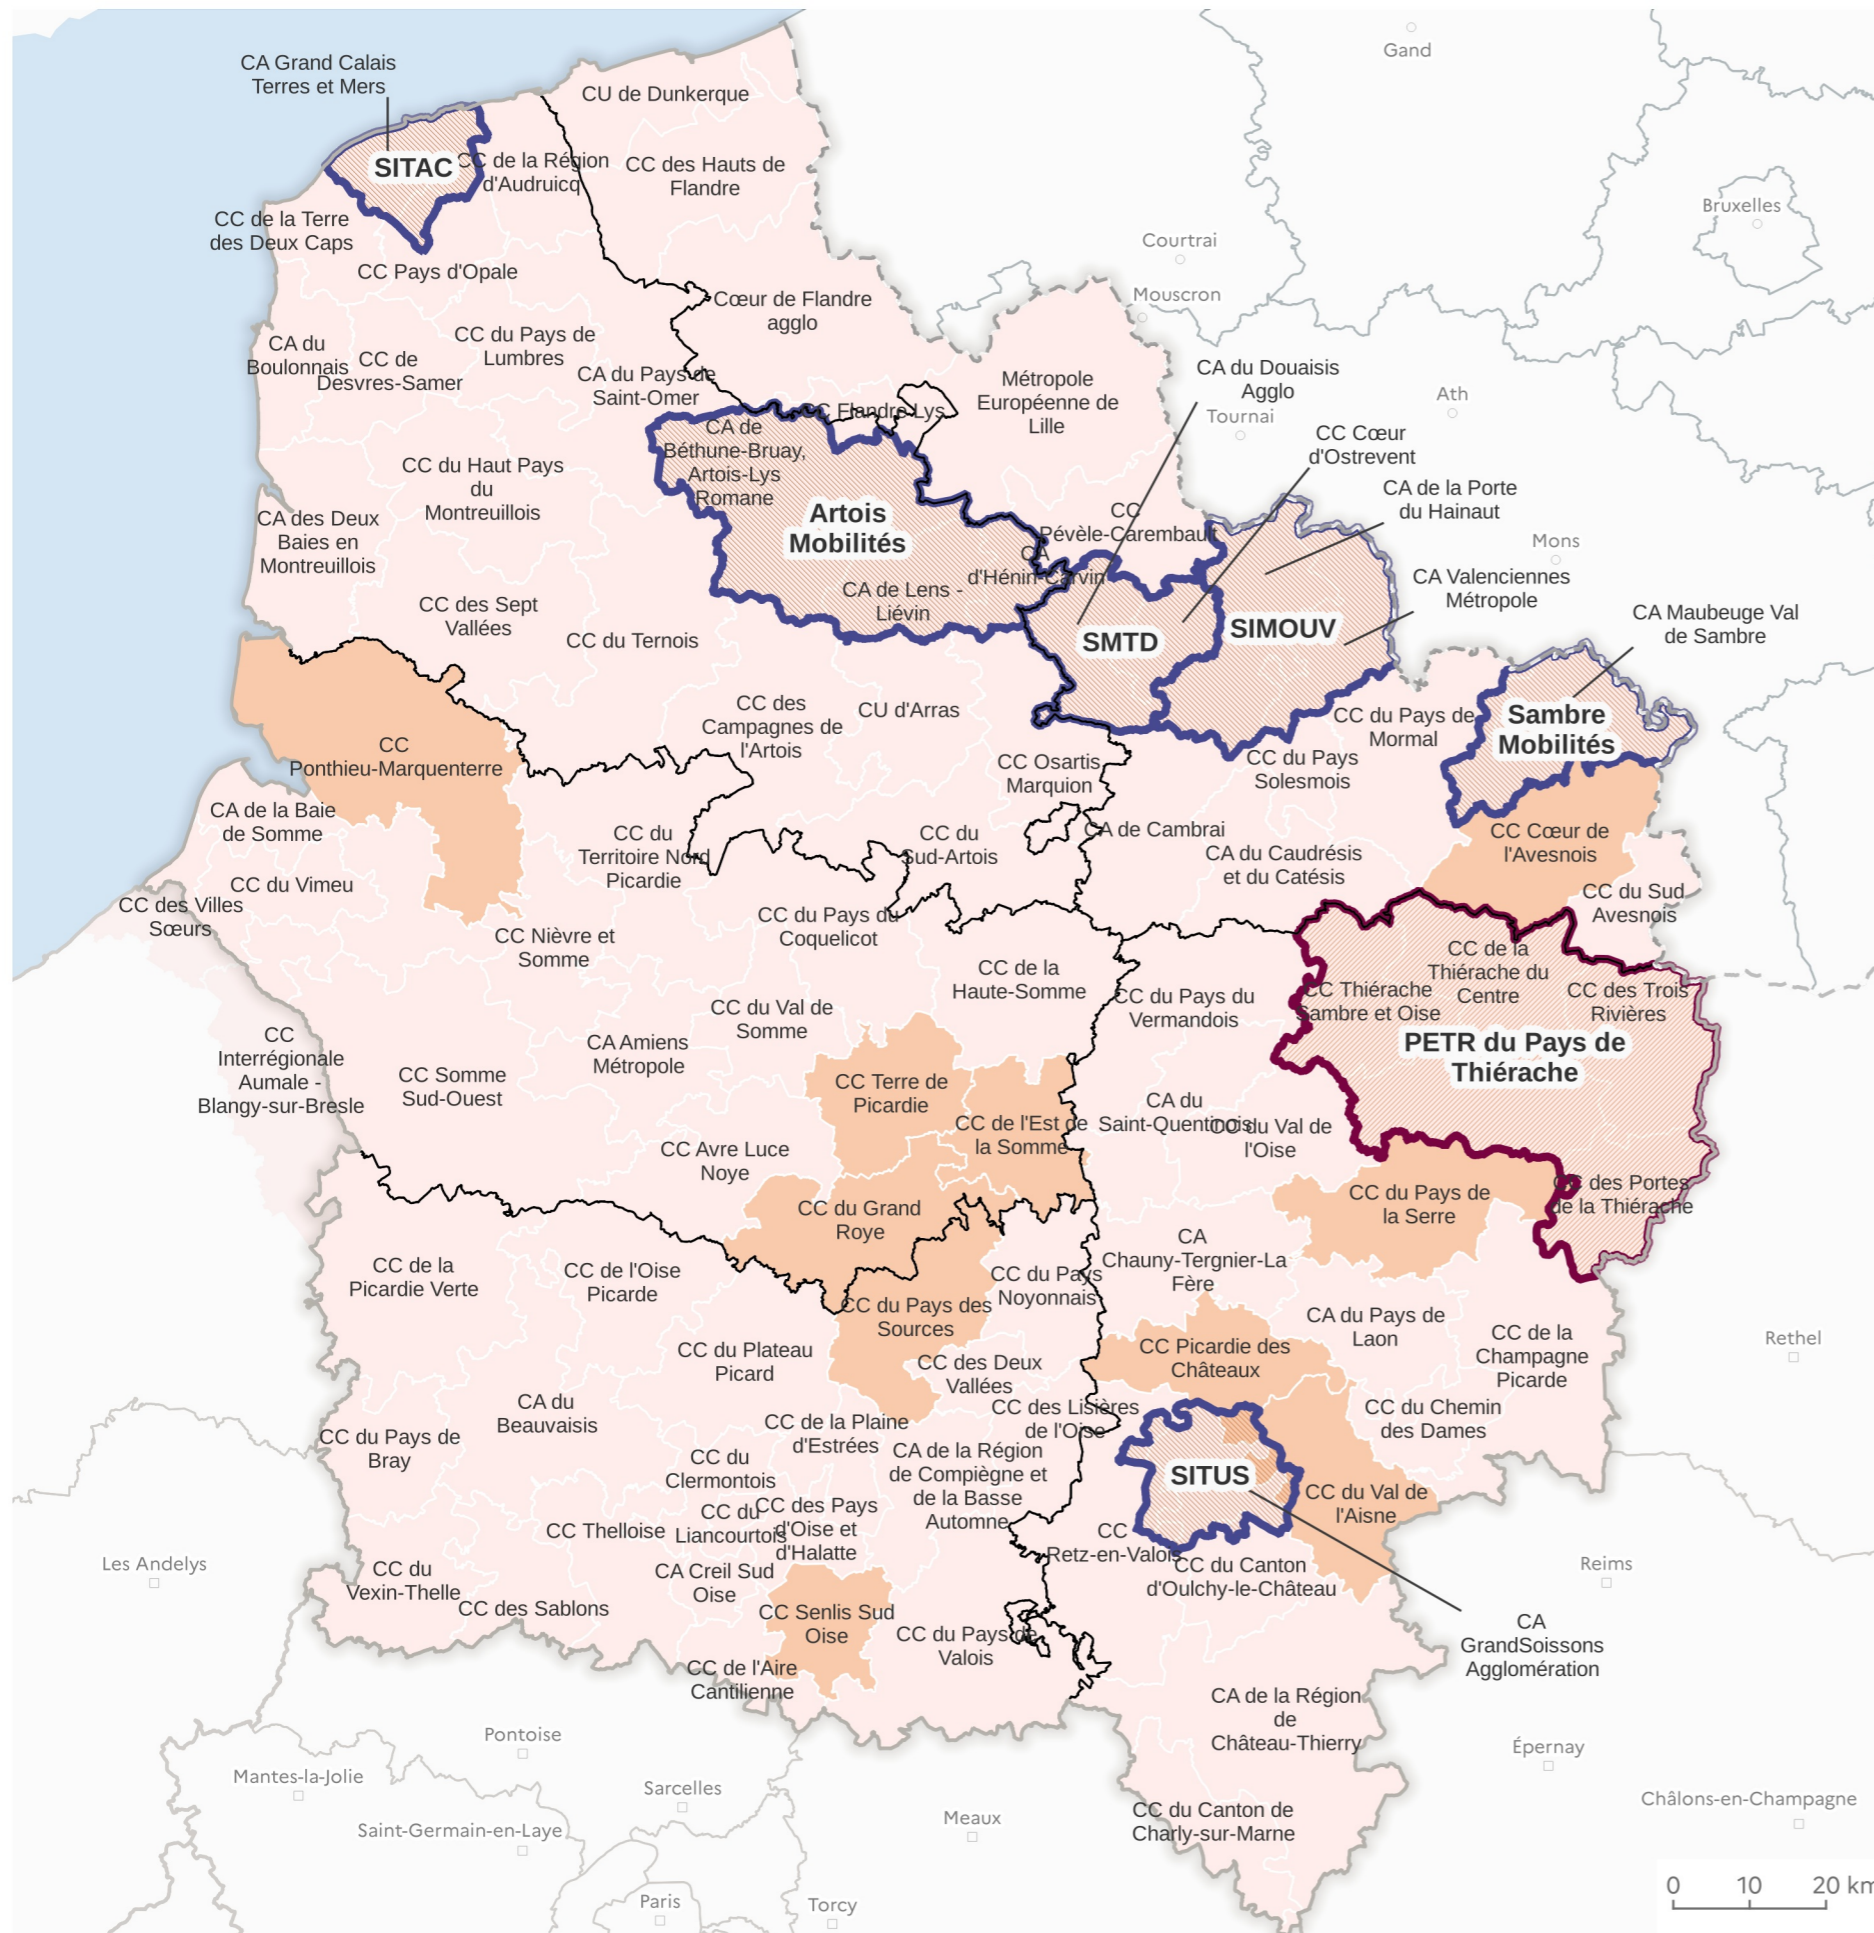 Gand
CA Grand Calais
Terres et Mers
CU de Dunkerque
SITAC
CC de la Région
d'Audruicq
CC des Hauts de
Flandre
Bruxelles
CC de la Terre
des Deux Caps
Courtrai
CC Pays d'Opale
Mouscron
Cœur de Flandre
agglo
CA du
Boulonnais
CC de
Desvres-Samer
CC du Pays de
Lumbres
CA du Pays de
Saint-Omer
CC Flandre Lys
Métropole
Européenne de
Lille
CA du Douaisis
Agglo
Tournai
Ath
CC Cœur
d'Ostrevent
CA de
Béthune-Bruay,
Artois-Lys
Romane
CC du Haut Pays
du
Montreuillois
CA de la Porte
du Hainaut
Artois
Mobilités
CC
Pévèle-Carembault
Mons
CA des Deux
Baies en
Montreuillois
CA
d'Hénin-Carvin
CA Valenciennes
Métropole
CA de Lens -
Liévin
CC des Sept
Vallées
CC du Ternois
SMTD
SIMOUV
CA Maubeuge Val
de Sambre
CC des
Campagnes de
l'Artois
CU d'Arras
CC du Pays de
Mormal
Sambre
Mobilités
CC
Ponthieu-Marquenterre
CC Osartis
Marquion
CC du Pays
Solesmois
CA de la Baie
de Somme
CC du
Territoire Nord
Picardie
CC du
Sud-Artois
CA de Cambrai
CA du Caudrésis
et du Catésis
CC Cœur de
l'Avesnois
CC du Vimeu
CC des Villes
Sœurs
CC du Sud
Avesnois
CC Nièvre et
Somme
CC du Pays du
Coquelicot
CC de la
Haute-Somme
CC du Pays du
Vermandois
CC Thiérache
Sambre et Oise
CC de la
Thiérache du
Centre
CC des Trois
Rivières
CC du Val de
Somme
PETR du Pays de
Thiérache
CC
Interrégionale
Aumale -
Blangy-sur-Bresle
CA Amiens
Métropole
CC Somme
Sud-Ouest
CC Terre de
Picardie
CC de l'Est de
la Somme
CA du
Saint-Quentinois
CC du Val de
l'Oise
CC Avre Luce
Noye
CC du Grand
Roye
CC du Pays de
la Serre
CC des Portes
de la Thiérache
CC de la
Picardie Verte
CC de l'Oise
Picarde
CC du Pays
Noyonnais
CA
Chauny-Tergnier-La
Fère
CC du Pays des
Sources
CA du Pays de
Laon
CC de la
Champagne
Picarde
Rethel
CC du Plateau
Picard
CC des Deux
Vallées
CC Picardie des
Châteaux
CA du
Beauvaisis
CC de la Plaine
d'Estrées
CC des Lisières
de l'Oise
CC du Chemin
des Dames
CC du Pays de
Bray
CC du
Clermontois
CA de la Région
de Compiègne et
de la Basse
Automne
SITUS
CC du Val de
l'Aisne
CC Thelloise
CC du
Liancourtois
CC des Pays
d'Oise et
d'Halatte
CC
Retz-en-Valois
CC du Canton
d'Oulchy-le-Château
Les Andelys
Reims
CC du
Vexin-Thelle
CC des Sablons
CA Creil Sud
Oise
CC Senlis Sud
Oise
CC du Pays de
Valois
CA
GrandSoissons
Agglomération
CC de l'Aire
Cantilienne
CA de la Région
de
Château-Thierry
Pontoise
Épernay
Mantes-la-Jolie
Sarcelles
Saint-Germain-en-Laye
Meaux
CC du Canton de
Charly-sur-Marne
Châlons-en-Champagne
Paris
Torcy
0 10 20 km